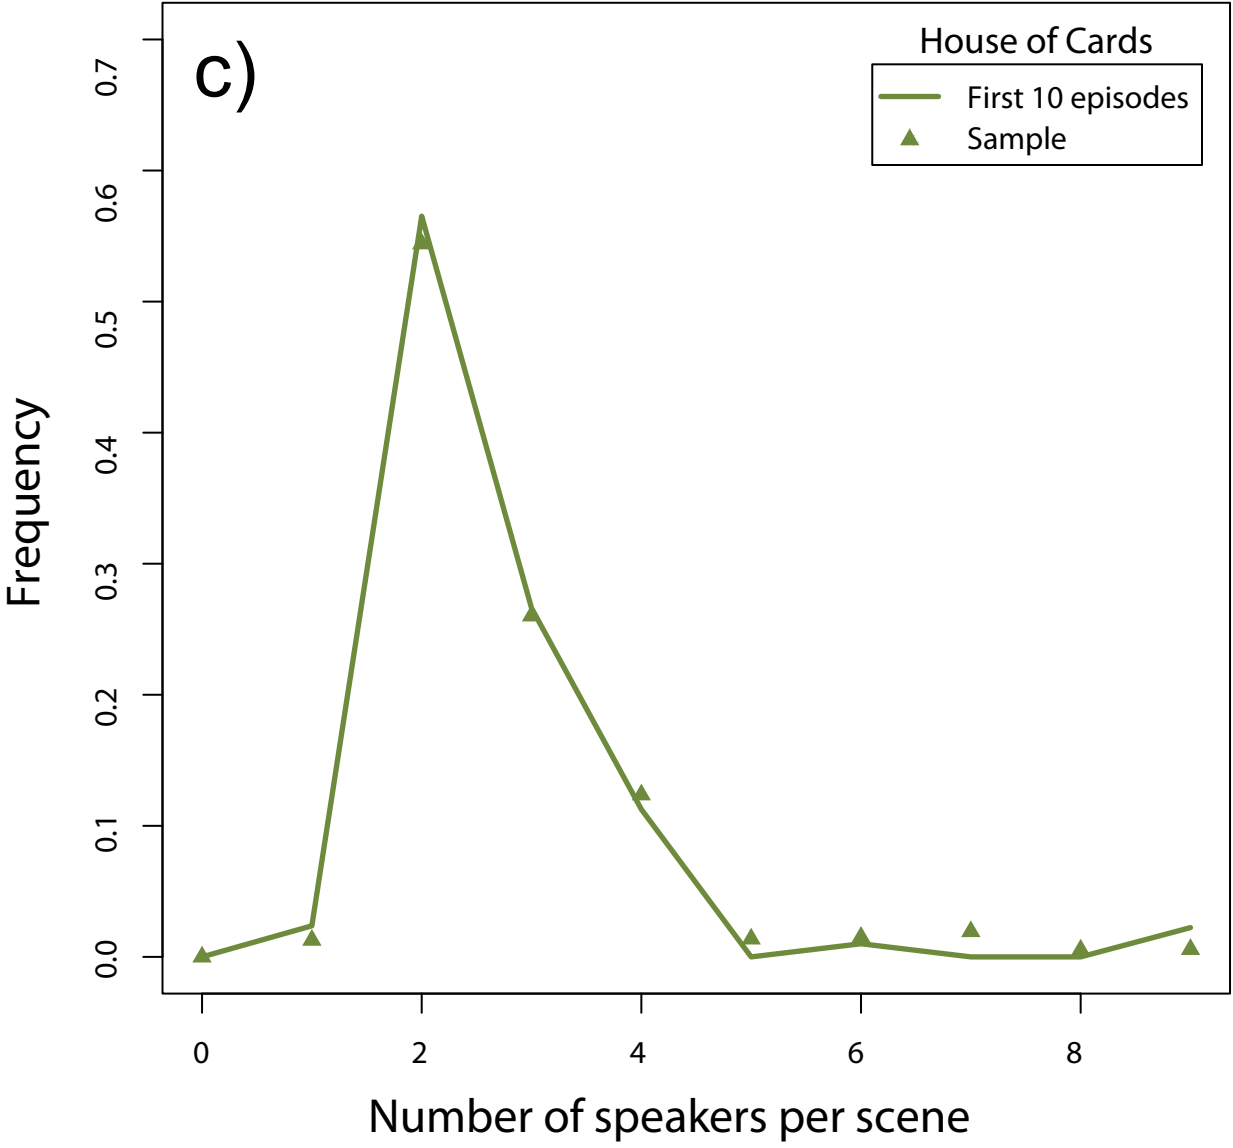 c)
House of Cards
First 10 episodes
Sample
Frequency
0.7
0.6
0.5
0.4
0.3
0.2
0.1
0.0
0 2 4 6 8
Number of speakers per scene